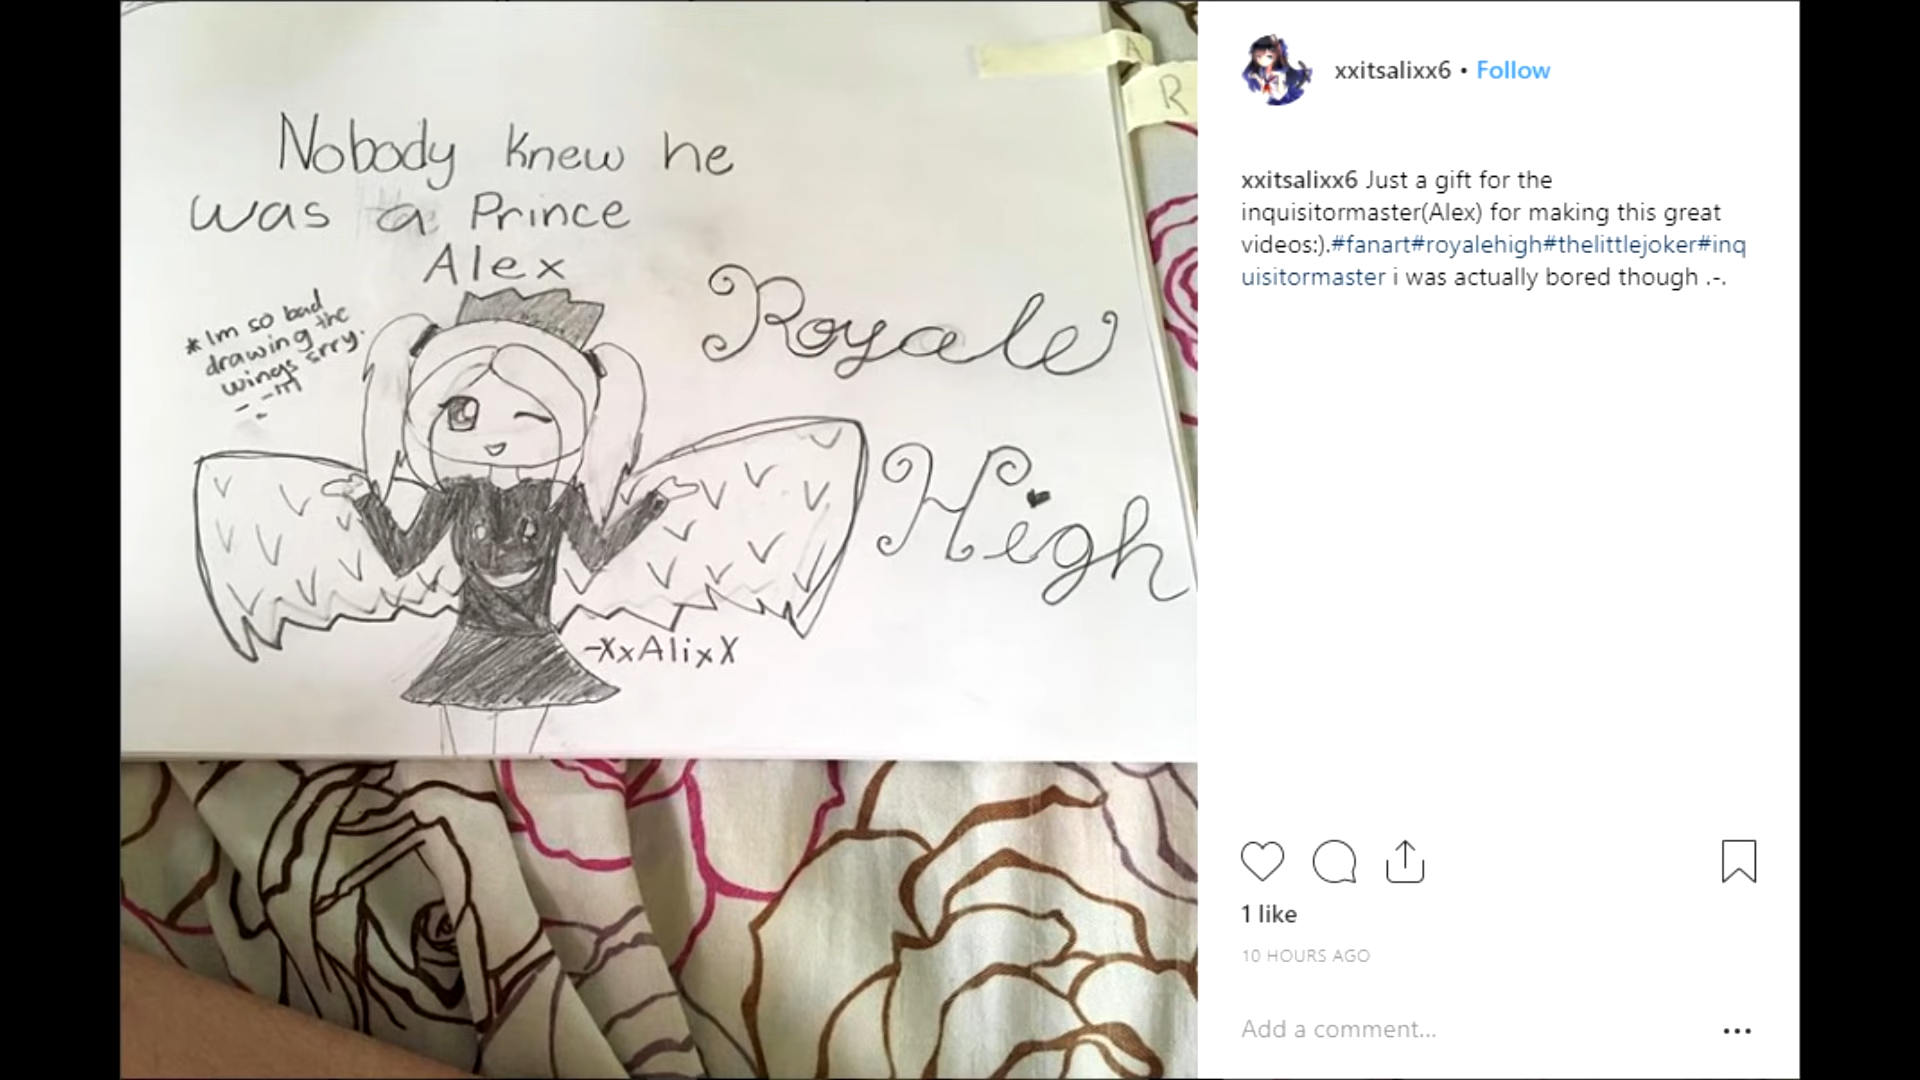 Nobody knew he
was a Prince
Alex
*Im so bad
drawing the
wings srry.
Royale
High
-XxAlixX
A
R
xxitsalixx6 • Follow
xxitsalixx6 Just a gift for the
inquisitormaster(Alex) for making this great
videos:).#fanart#royalehigh#thelittlejoker#inq
uisitormaster i was actually bored though .-.
1 like
10 HOURS AGO
Add a comment...